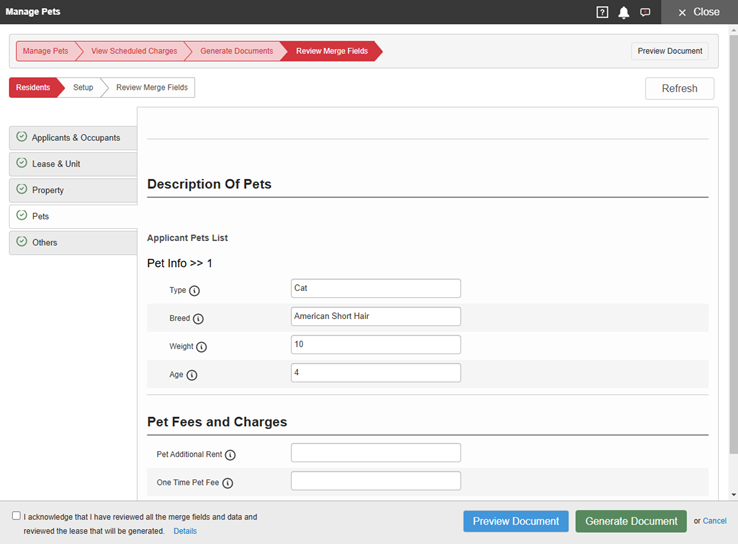 Manage Pets
? Close
Manage Pets View Scheduled Charges Generate Documents Review Merge Fields Preview Document
Residents Setup Review Merge Fields Refresh
Applicants & Occupants
Lease & Unit
Property
Pets
Others
Description Of Pets
Applicant Pets List
Pet Info >> 1
Type Cat
Breed American Short Hair
Weight 10
Age 4
Pet Fees and Charges
Pet Additional Rent
One Time Pet Fee
I acknowledge that I have reviewed all the merge fields and data and
reviewed the lease that will be generated. Details
Preview Document Generate Document or Cancel